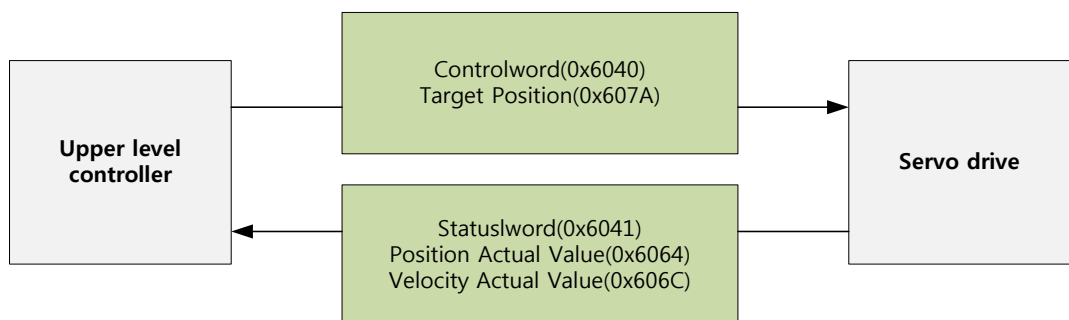 Controlword(0x6040)
Target Position(0x607A)
Upper level
controller
Servo drive
Statuslword(0x6041)
Position Actual Value(0x6064)
Velocity Actual Value(0x606C)